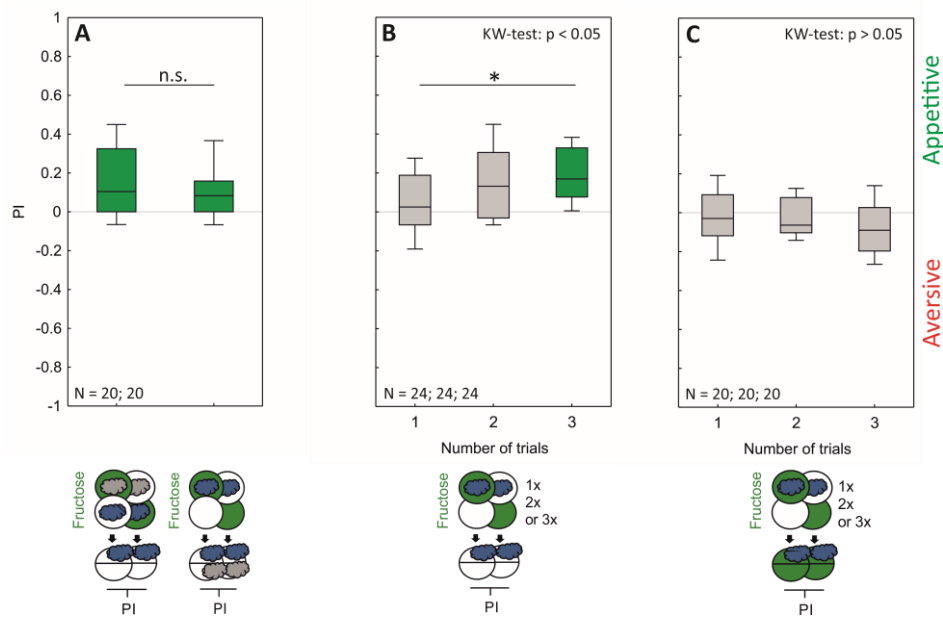 A
n.s.
PI
1
0.8
0.6
0.4
0.2
0
-0.2
-0.4
-0.6
-0.8
-1
N = 20; 20
B
KW-test: p < 0.05
*
N = 24; 24; 24
1 2 3
Number of trials
C
KW-test: p > 0.05
N = 20; 20; 20
1 2 3
Number of trials
Appetitive
Aversive
Fructose
PI
Fructose
PI
Fructose
1x
2x
or 3x
PI
Fructose
1x
2x
or 3x
PI